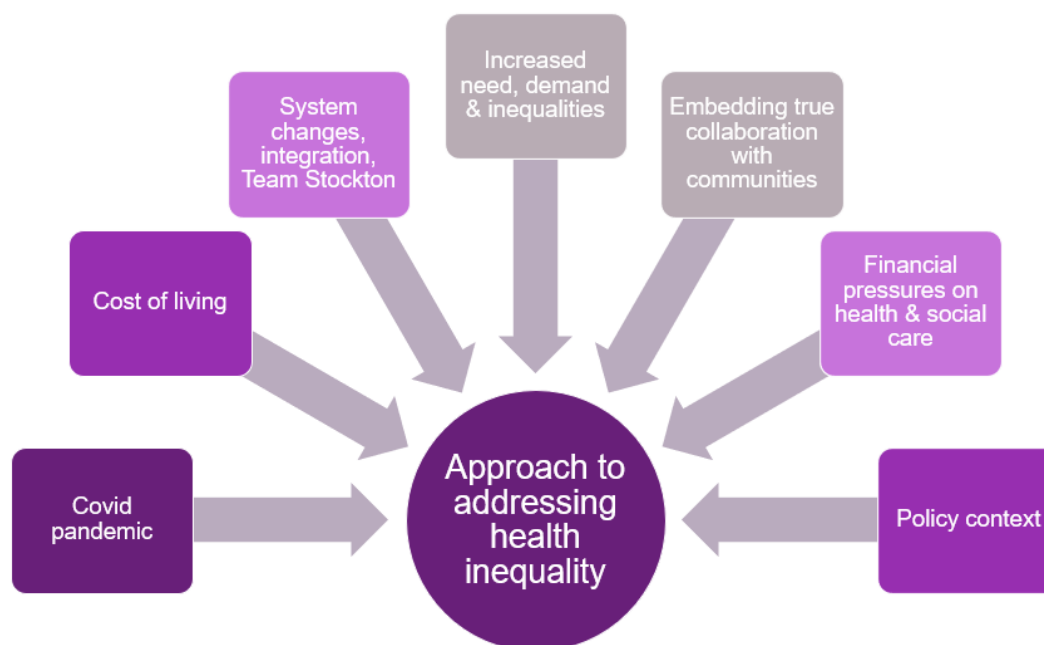 Increased
need, demand
& inequalities
System
changes,
integration,
Team Stockton
Embedding true
collaboration
with
communities
Cost of living
Financial
pressures on
health & social
care
Covid
pandemic
Approach to
addressing
health
inequality
Policy context